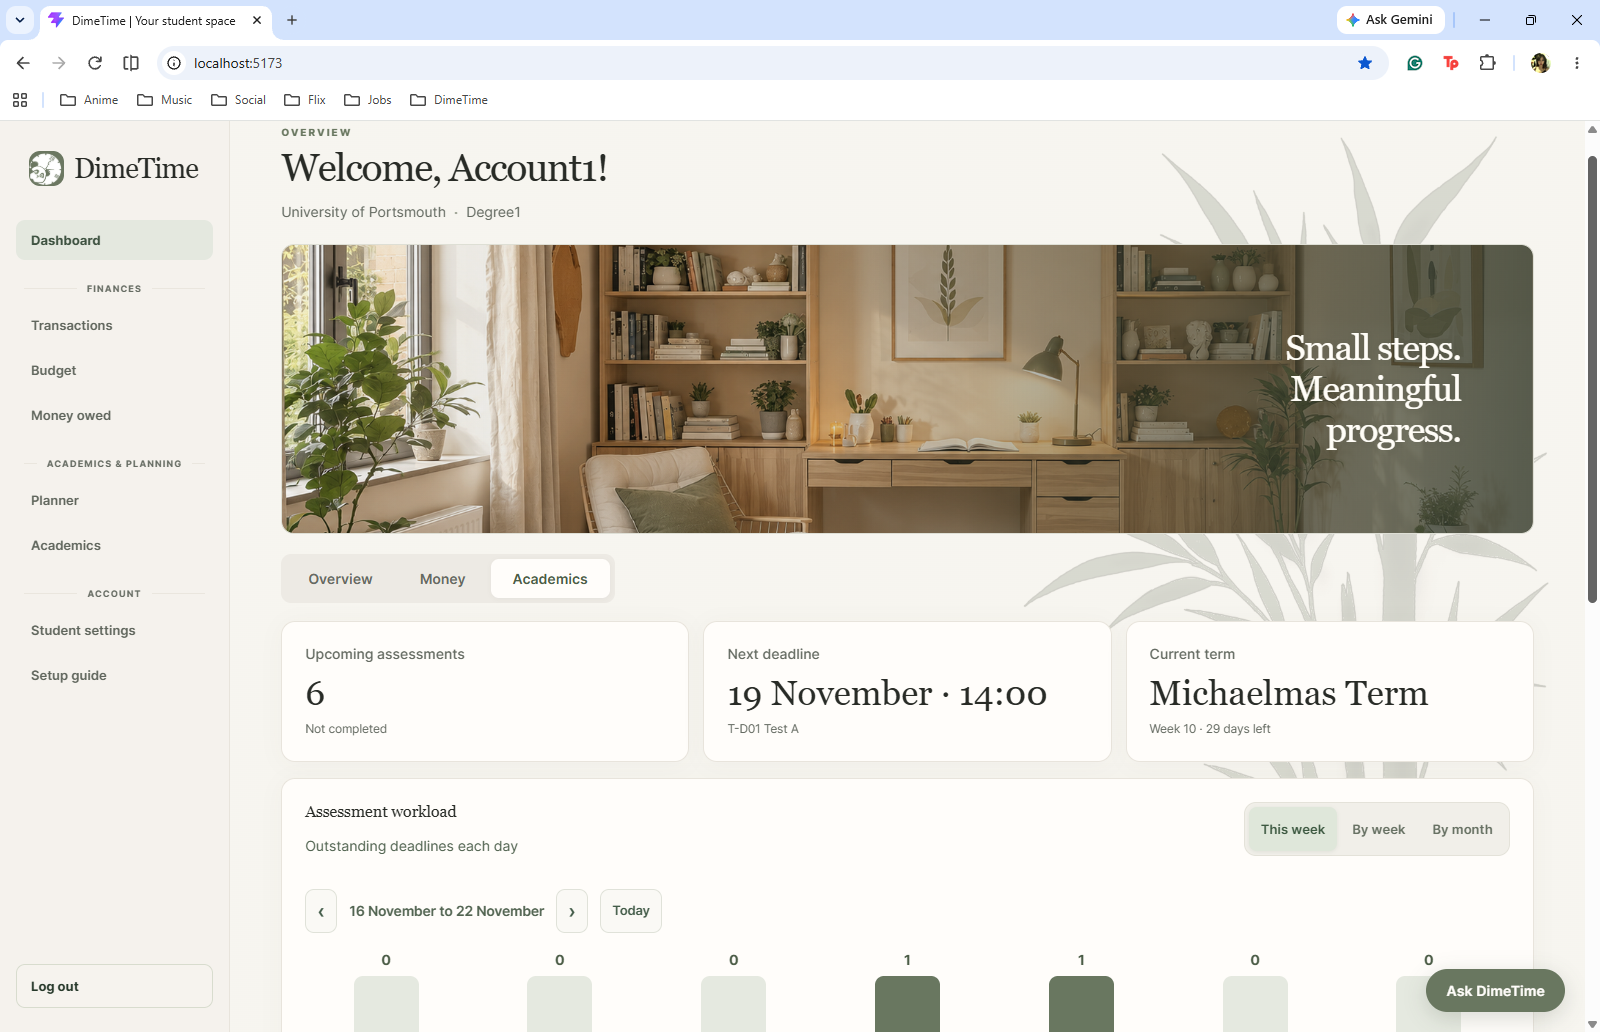 DimeTime | Your student space
Ask Gemini
localhost:5173
Anime
Music
Social
Flix
Jobs
DimeTime
DimeTime
Dashboard
FINANCES
Transactions
Budget
Money owed
ACADEMICS & PLANNING
Planner
Academics
ACCOUNT
Student settings
Setup guide
Log out
OVERVIEW
Welcome, Account1!
University of Portsmouth · Degree1
Small steps.
Meaningful
progress.
Overview
Money
Academics
Upcoming assessments
6
Not completed
Next deadline
19 November · 14:00
T-D01 Test A
Current term
Michaelmas Term
Week 10 · 29 days left
Assessment workload
Outstanding deadlines each day
This week
By week
By month
‹
16 November to 22 November
›
Today
0
0
0
1
1
0
0
Ask DimeTime